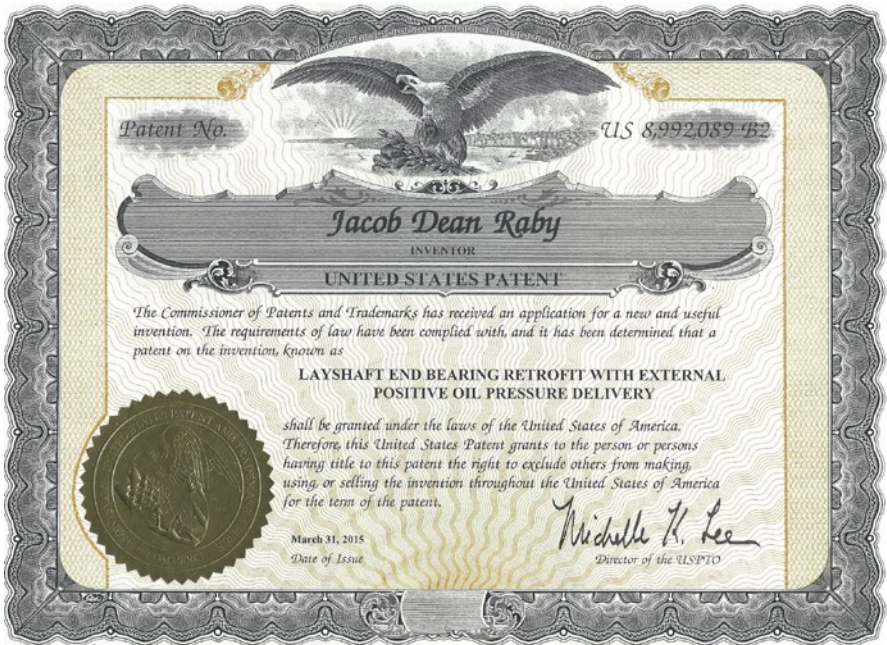 Patent No.
US 8,992,089 B2
Jacob Dean Raby
INVENTOR
UNITED STATES PATENT
The Commissioner of Patents and Trademarks has received an application for a new and useful
invention. The requirements of law have been complied with, and it has been determined that a
patent on the invention, known as
LAYSHAFT END BEARING RETROFIT WITH EXTERNAL
POSITIVE OIL PRESSURE DELIVERY
shall be granted under the laws of the United States of America.
Therefore, this United States Patent grants to the person or persons
having title to this patent the right to exclude others from making,
using, or selling the invention throughout the United States of America
for the term of the patent.
March 31, 2015
Date of Issue
Michelle K. Lee
Director of the USPTO